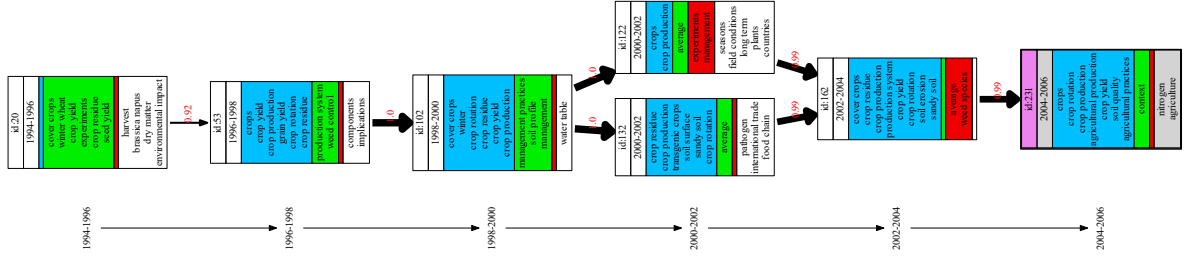 id:20
1994-1996
cover crops
winter wheat
crop yield
experiments
crop residue
seed yield
harvest
brassica napus
dry matter
environmental impact
0.92
id:53
1996-1998
crops
crop yield
crop production
grain yield
crop rotation
crop residue
production system
weed control
components
implications
1.0
id:102
1998-2000
cover crops
winter
crop rotation
crop residue
crop yield
crop production
management practices
soil profile
management
water table
1.0
1.0
id:122
2000-2002
crops
crop production
average
experiments
management
seasons
field conditions
long term
plants
countries
id:132
2000-2002
crop residue
crop production
transgenic crops
soil surface
sandy soil
crop rotation
average
pathogen
international trade
food chain
0.99
0.99
id:162
2002-2004
cover crops
crop residue
crop production
production system
crop yield
crop rotation
soil erosion
sandy soil
average
weed species
0.99
id:231
2004-2006
crops
crop rotation
crop production
agricultural production
crop yield
soil quality
agricultural practices
context
nitrogen
agriculture
1994-1996
1996-1998
1998-2000
2000-2002
2002-2004
2004-2006